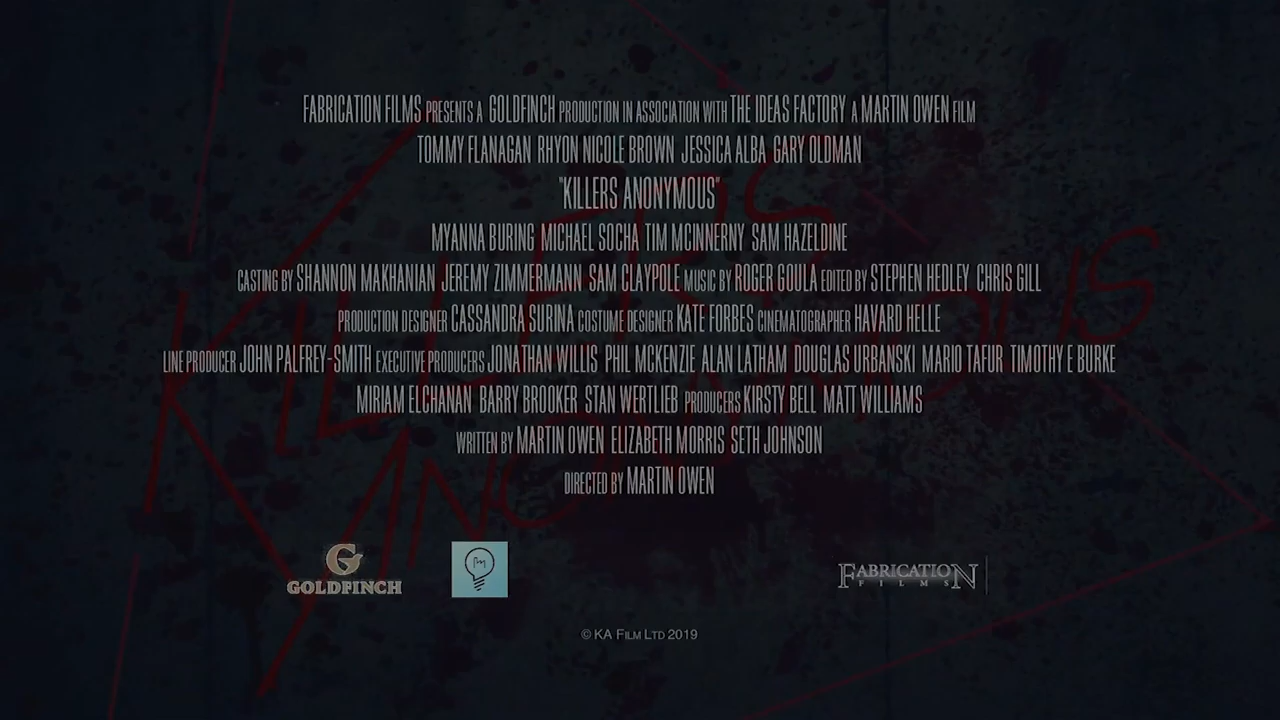 FABRICATION FILMS PRESENTS A GOLDFINCH PRODUCTION IN ASSOCIATION WITH THE IDEAS FACTORY A MARTIN OWEN FILM
TOMMY FLANAGAN RHYON NICOLE BROWN JESSICA ALBA GARY OLDMAN
"KILLERS ANONYMOUS"
MYANNA BURING MICHAEL SOCHA TIM MCINNERNY SAM HAZELDINE
CASTING BY SHANNON MAKHANIAN JEREMY ZIMMERMANN SAM CLAYPOLE MUSIC BY ROGER GOULA EDITED BY STEPHEN HEDLEY CHRIS GILL
PRODUCTION DESIGNER CASSANDRA SURINA COSTUME DESIGNER KATE FORBES CINEMATOGRAPHER HAVARD HELLE
LINE PRODUCER JOHN PALFREY-SMITH EXECUTIVE PRODUCERS JONATHAN WILLIS PHIL MCKENZIE ALAN LATHAM DOUGLAS URBANSKI MARIO TAFUR TIMOTHY E BURKE
MIRIAM ELCHANAN BARRY BROOKER STAN WERTLIEB PRODUCERS KIRSTY BELL MATT WILLIAMS
WRITTEN BY MARTIN OWEN ELIZABETH MORRIS SETH JOHNSON
DIRECTED BY MARTIN OWEN
KILLERS
ANONYMOUS
G
GOLDFINCH
FABRICATION
FILMS
© KA FILM LTD 2019